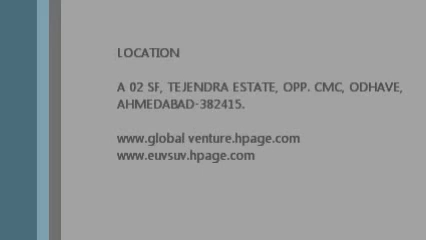 LOCATION
A 02 SF, TEJENDRA ESTATE, OPP. CMC, ODHAVE,
AHMEDABAD-382415.
www.global venture.hpage.com
www.euvsuv.hpage.com